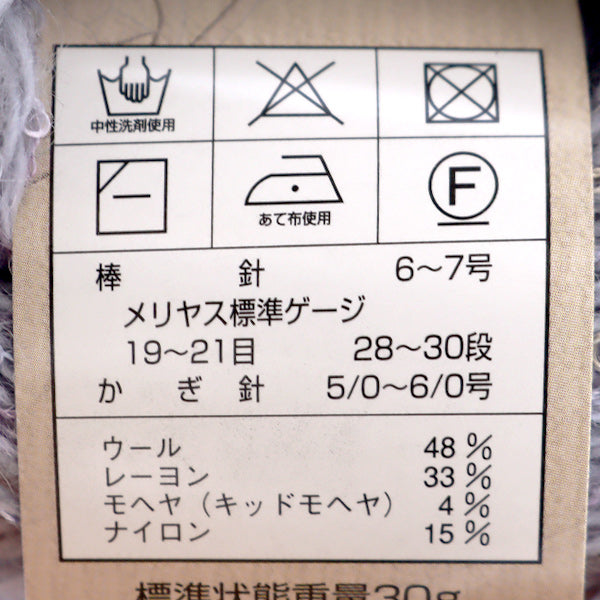 中性洗剤使用
あて布使用
F
棒針 6～7号
メリヤス標準ゲージ
19～21目 28～30段
かぎ針 5/0～6/0号
ウール 48%
レーヨン 33%
モヘヤ（キッドモヘヤ） 4%
ナイロン 15%
標準状態重量30g